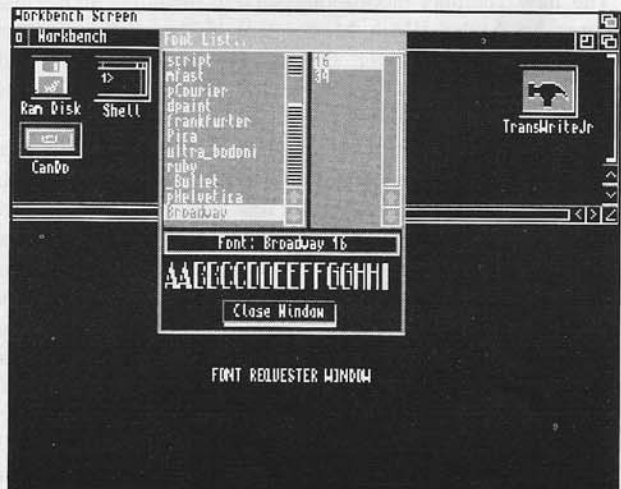 Workbench Screen
Workbench
Font List..
script
mfast
pCourier
dpaint
frankfurter
Pica
ultra_bodoni
ruby
_Bullet
pHelvetica
Broadway
16
34
Ram Disk
1>
Shell
CanDo
TransWriteJr
Font: Broadway 16
AABBCCDDEEFFGGHHI
Close Window
FONT REQUESTER WINDOW